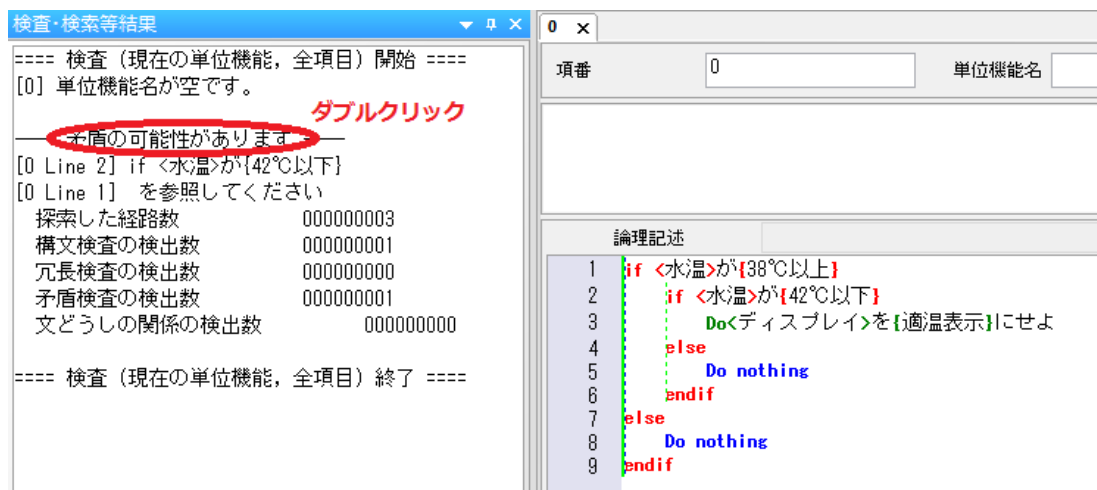 検査・検索等結果
==== 検査（現在の単位機能，全項目）開始 ====
[0] 単位機能名が空です。
ダブルクリック
―― 矛盾の可能性があります ――
[0 Line 2] if <水温>が{42℃以下}
[0 Line 1] を参照してください
探索した経路数 000000003
構文検査の検出数 000000001
冗長検査の検出数 000000000
矛盾検査の検出数 000000001
文どうしの関係の検出数 000000000
==== 検査（現在の単位機能，全項目）終了 ====
0
項番 0 単位機能名
論理記述
1 if <水温>が{38℃以上}
2 if <水温>が{42℃以下}
3 Do<ディスプレイ>を{適温表示}にせよ
4 else
5 Do nothing
6 endif
7 else
8 Do nothing
9 endif